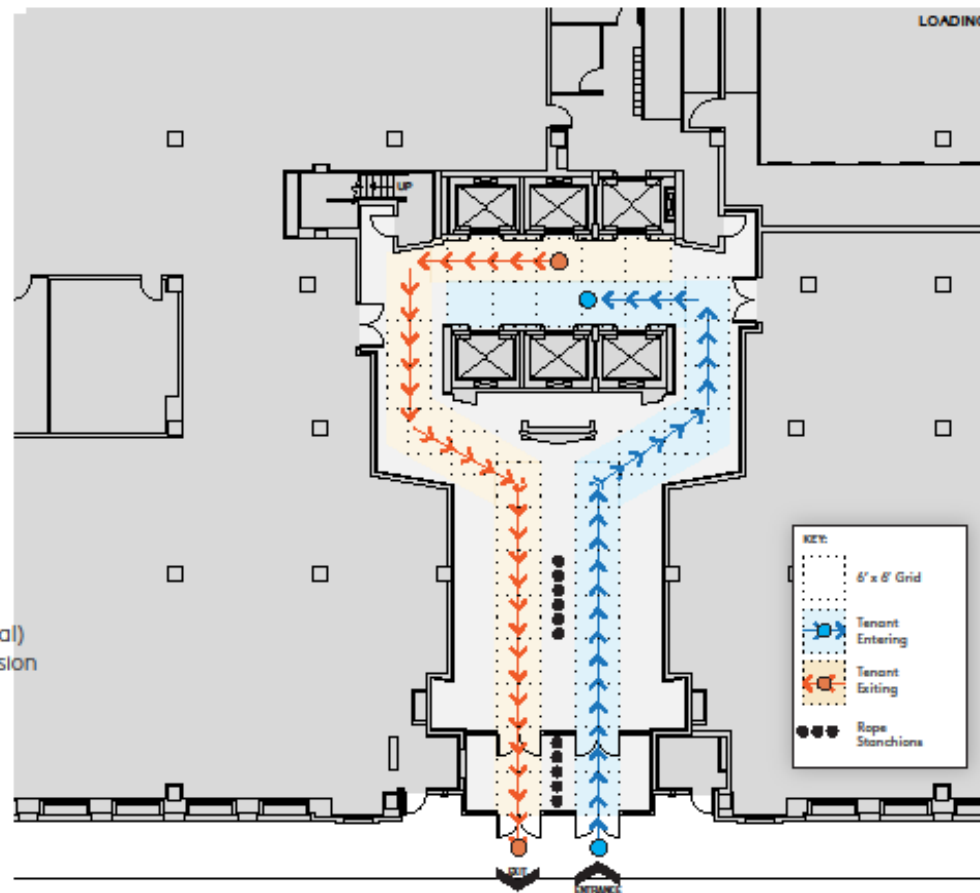 LOADING
UP
KEY:
6' x 6' Grid
Tenant
Entering
al)
sion
Tenant
Exiting
Rope
Stanchions
EXIT
ENTRANCE